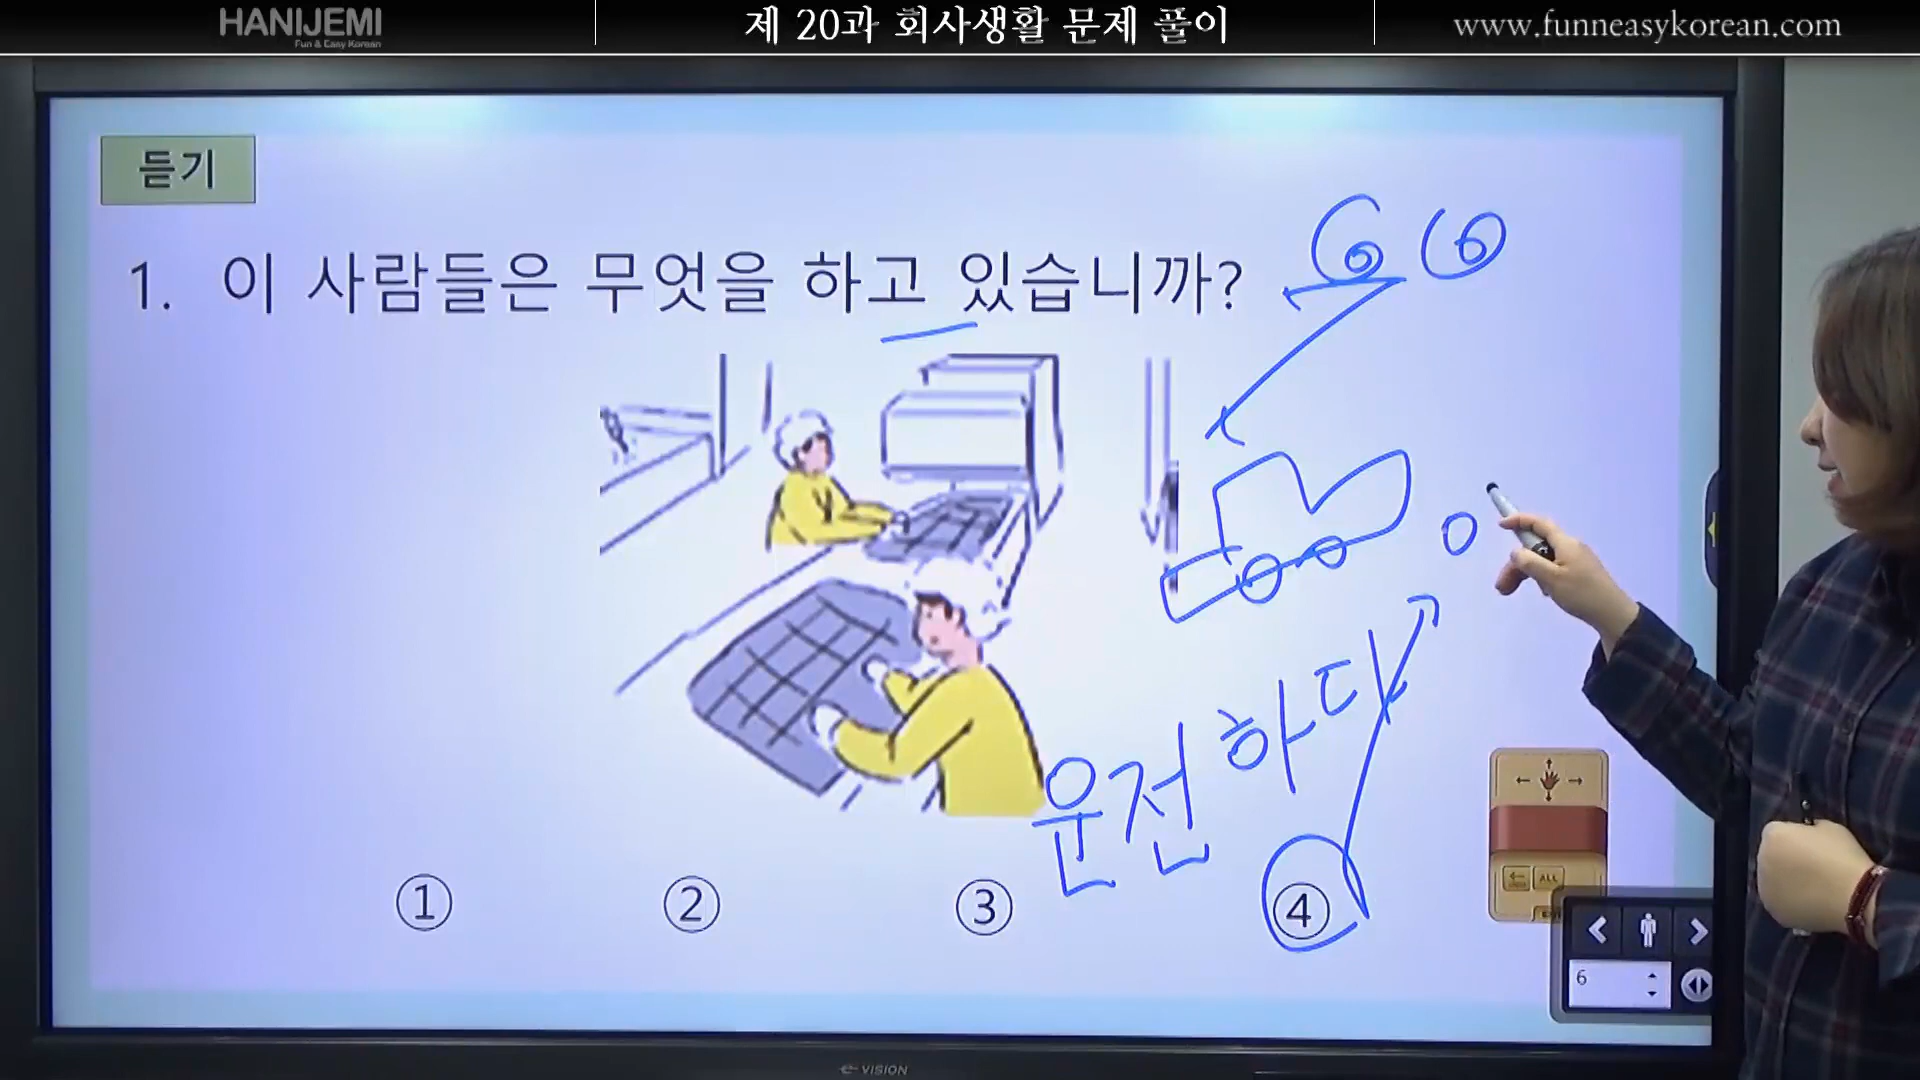 HANIJEMI
Fun & Easy Korean
제 20과 회사생활 문제 풀이
www.funneasykorean.com
듣기
1. 이 사람들은 무엇을 하고 있습니까?
운전하다
① ② ③ ④
ALL
6
e-VISION